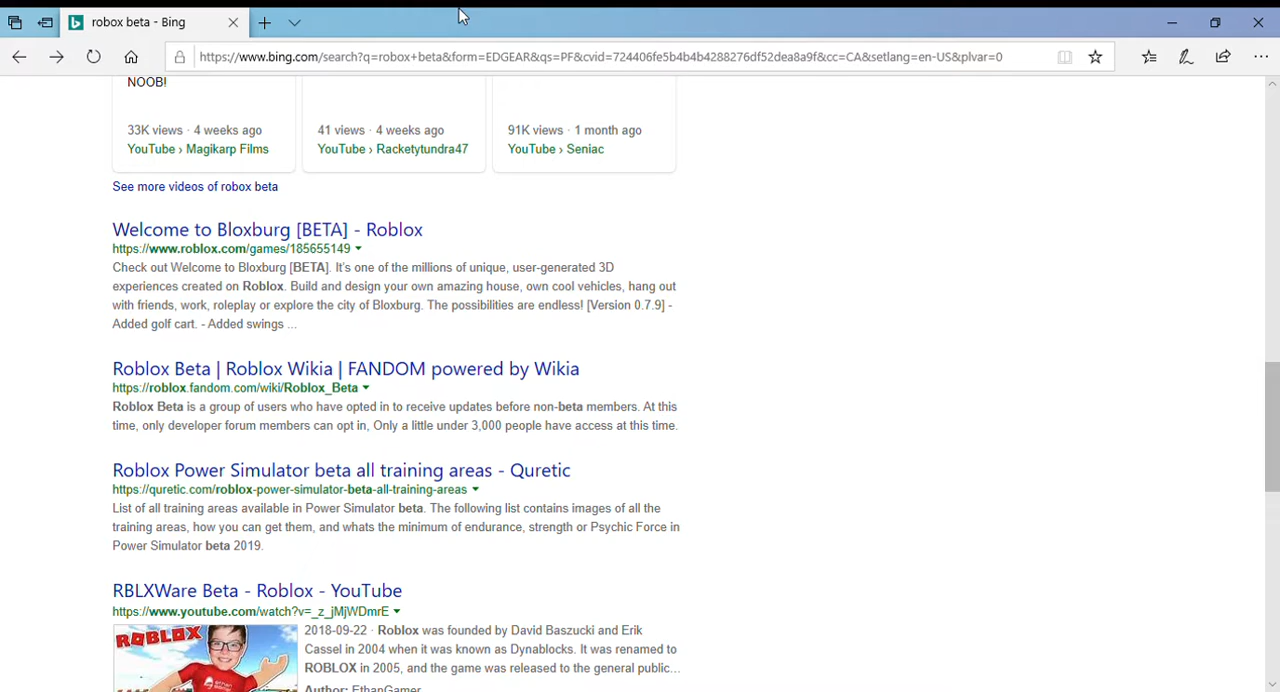 robox beta - Bing
https://www.bing.com/search?q=robox+beta&form=EDGEAR&qs=PF&cvid=724406fe5b4b4b4288276df52dea8a9f&cc=CA&setlang=en-US&plvar=0
NOOB!
33K views · 4 weeks ago
YouTube › Magikarp Films
41 views · 4 weeks ago
YouTube › Racketytundra47
91K views · 1 month ago
YouTube › Seniac
See more videos of robox beta
Welcome to Bloxburg [BETA] - Roblox
https://www.roblox.com/games/185655149
Check out Welcome to Bloxburg [BETA]. It's one of the millions of unique, user-generated 3D
experiences created on Roblox. Build and design your own amazing house, own cool vehicles, hang out
with friends, work, roleplay or explore the city of Bloxburg. The possibilities are endless! [Version 0.7.9] -
Added golf cart. - Added swings ...
Roblox Beta | Roblox Wikia | FANDOM powered by Wikia
https://roblox.fandom.com/wiki/Roblox_Beta
Roblox Beta is a group of users who have opted in to receive updates before non-beta members. At this
time, only developer forum members can opt in, Only a little under 3,000 people have access at this time.
Roblox Power Simulator beta all training areas - Quretic
https://quretic.com/roblox-power-simulator-beta-all-training-areas
List of all training areas available in Power Simulator beta. The following list contains images of all the
training areas, how you can get them, and whats the minimum of endurance, strength or Psychic Force in
Power Simulator beta 2019.
RBLXWare Beta - Roblox - YouTube
https://www.youtube.com/watch?v=_z_jMjWDmrE
ROBLOX
2018-09-22 · Roblox was founded by David Baszucki and Erik
Cassel in 2004 when it was known as Dynablocks. It was renamed to
ROBLOX in 2005, and the game was released to the general public...
Author: EthanGamer